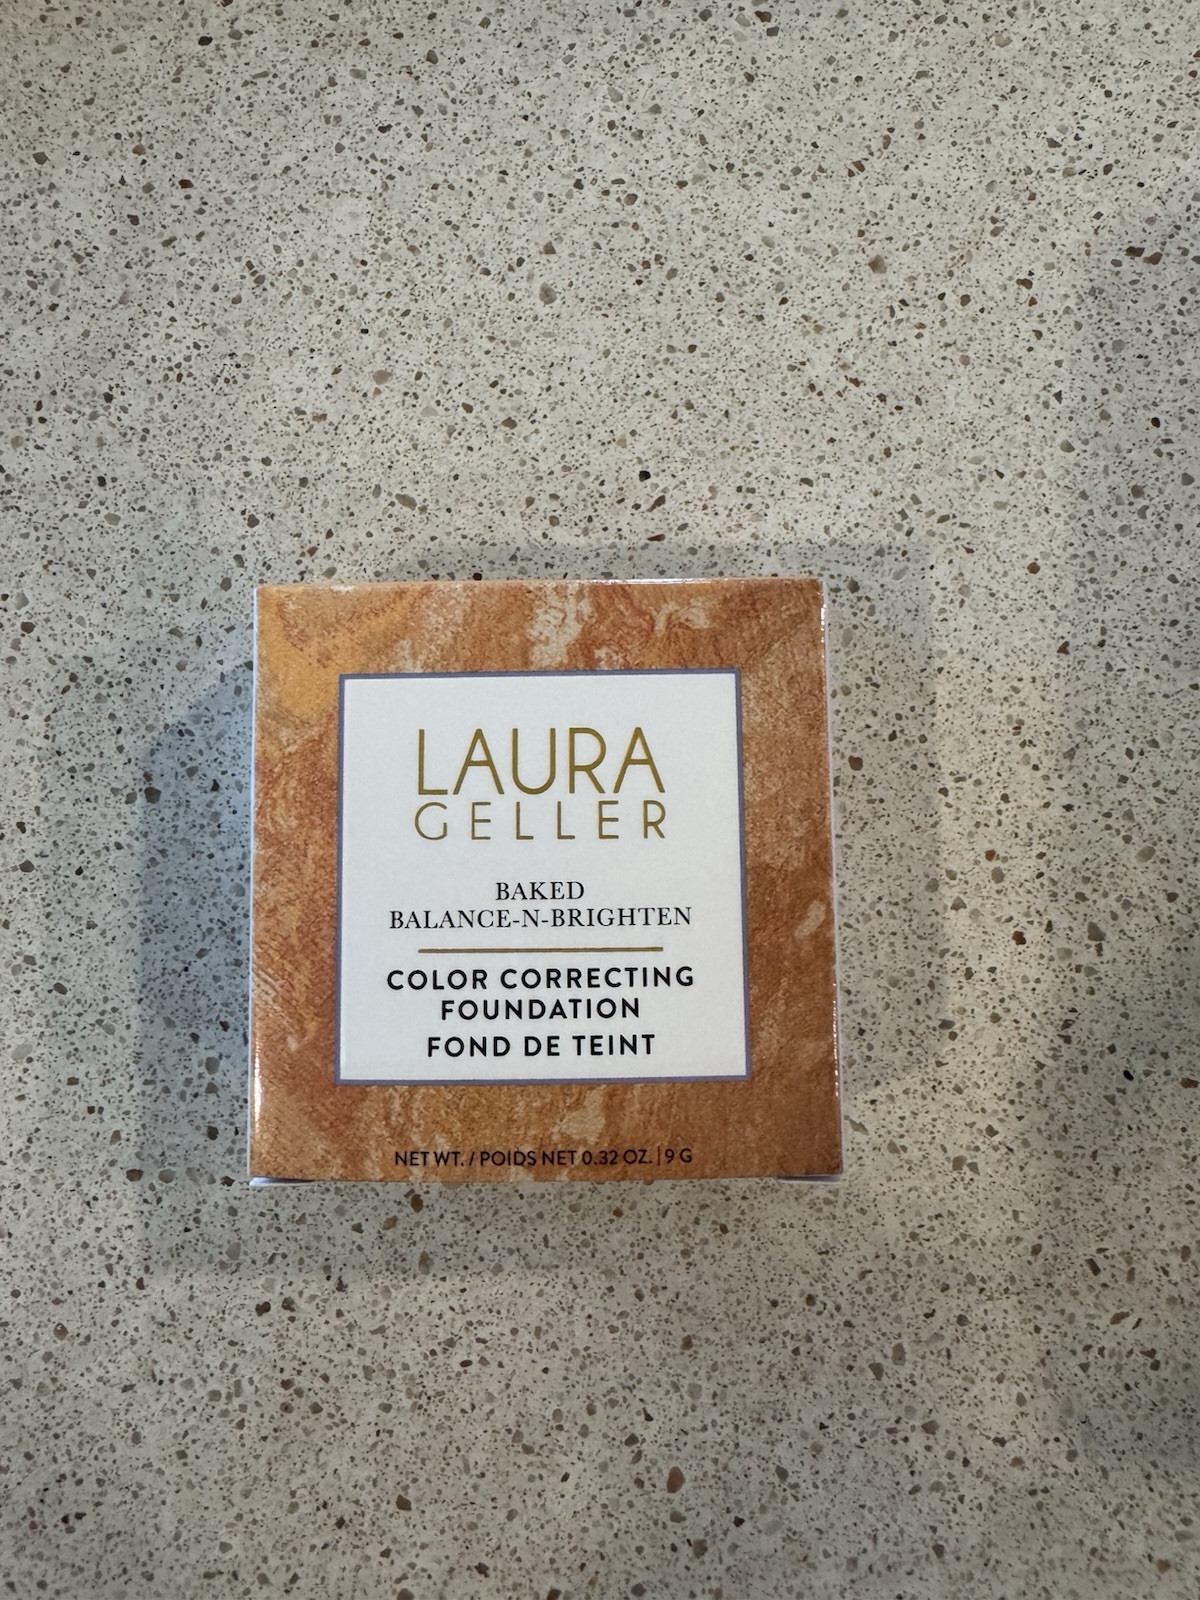 LAURA
GELLER
BAKED
BALANCE-N-BRIGHTEN
COLOR CORRECTING
FOUNDATION
FOND DE TEINT
NET WT. / POIDS NET 0.32 OZ. | 9 G